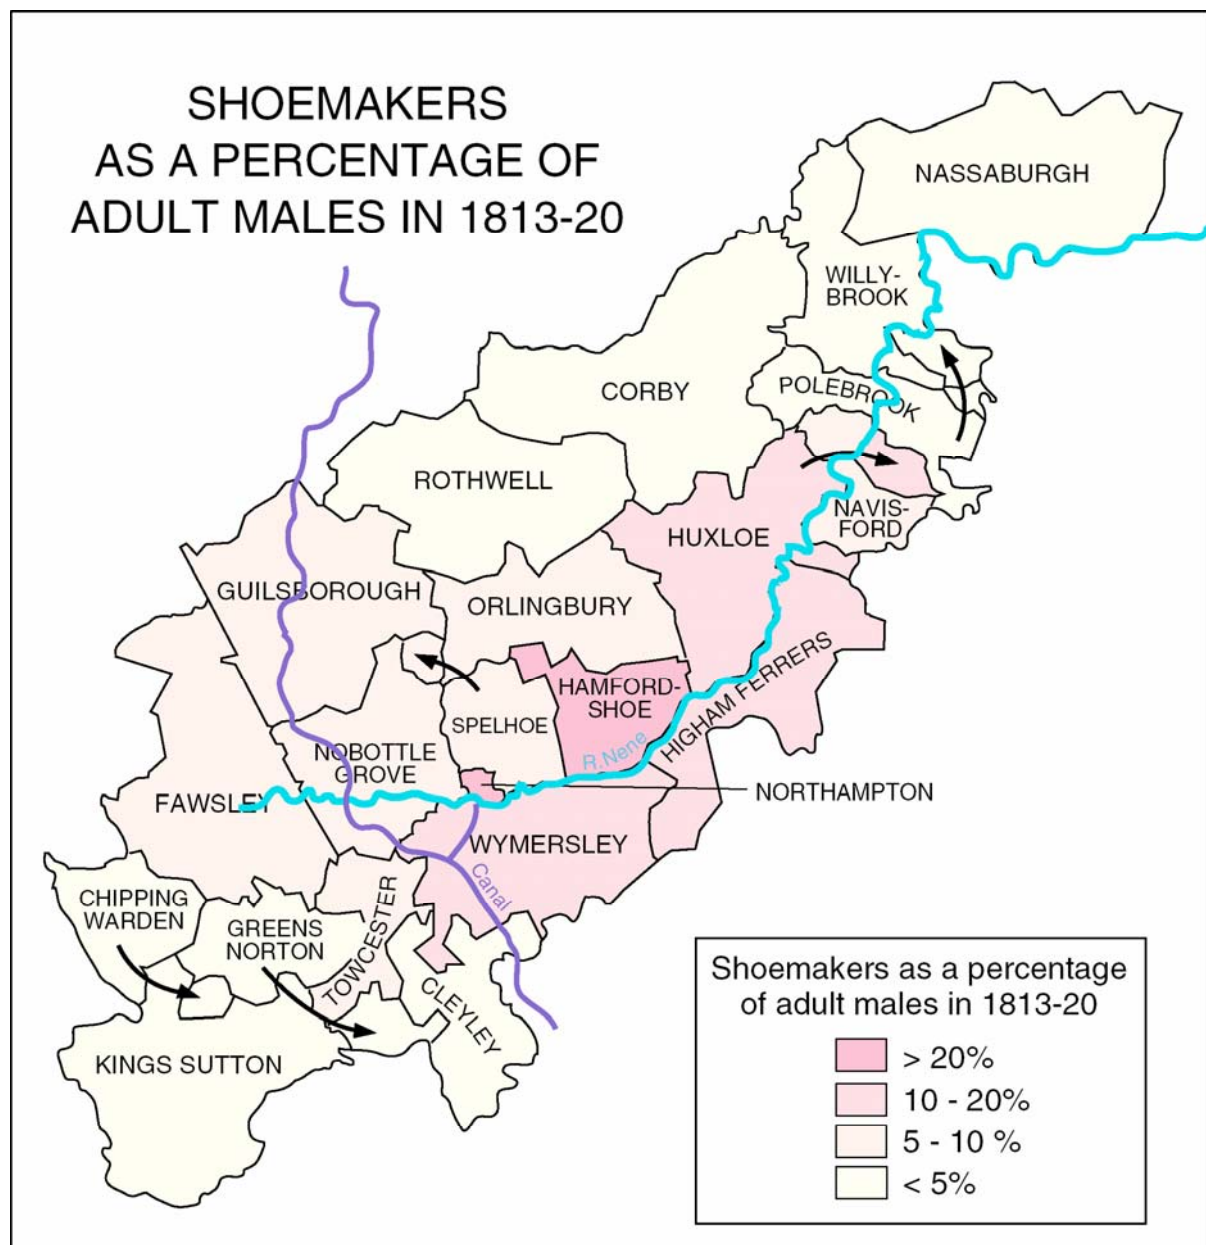 SHOEMAKERS
AS A PERCENTAGE OF
ADULT MALES IN 1813-20
NASSABURGH
WILLY-
BROOK
CORBY
POLEBROOK
ROTHWELL
NAVIS-
FORD
HUXLOE
GUILSBOROUGH
ORLINGBURY
HAMFORD-
SHOE
HIGHAM FERRERS
SPELHOE
NOBOTTLE
GROVE
R.Nene
FAWSLEY
NORTHAMPTON
WYMERSLEY
Canal
CHIPPING
WARDEN
GREENS
NORTON
TOWCESTER
CLEYLEY
KINGS SUTTON
Shoemakers as a percentage
of adult males in 1813-20
> 20%
10 - 20%
5 - 10 %
< 5%